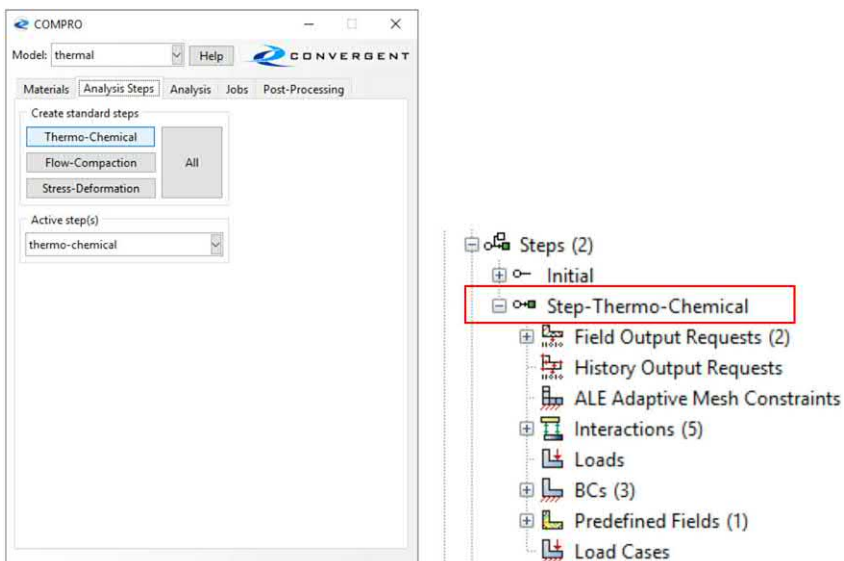 COMPRO
Model: thermal
Help
CONVERGENT
Materials Analysis Steps Analysis Jobs Post-Processing
Create standard steps
Thermo-Chemical
Flow-Compaction
All
Stress-Deformation
Active step(s)
thermo-chemical
Steps (2)
Initial
Step-Thermo-Chemical
Field Output Requests (2)
History Output Requests
ALE Adaptive Mesh Constraints
Interactions (5)
Loads
BCs (3)
Predefined Fields (1)
Load Cases